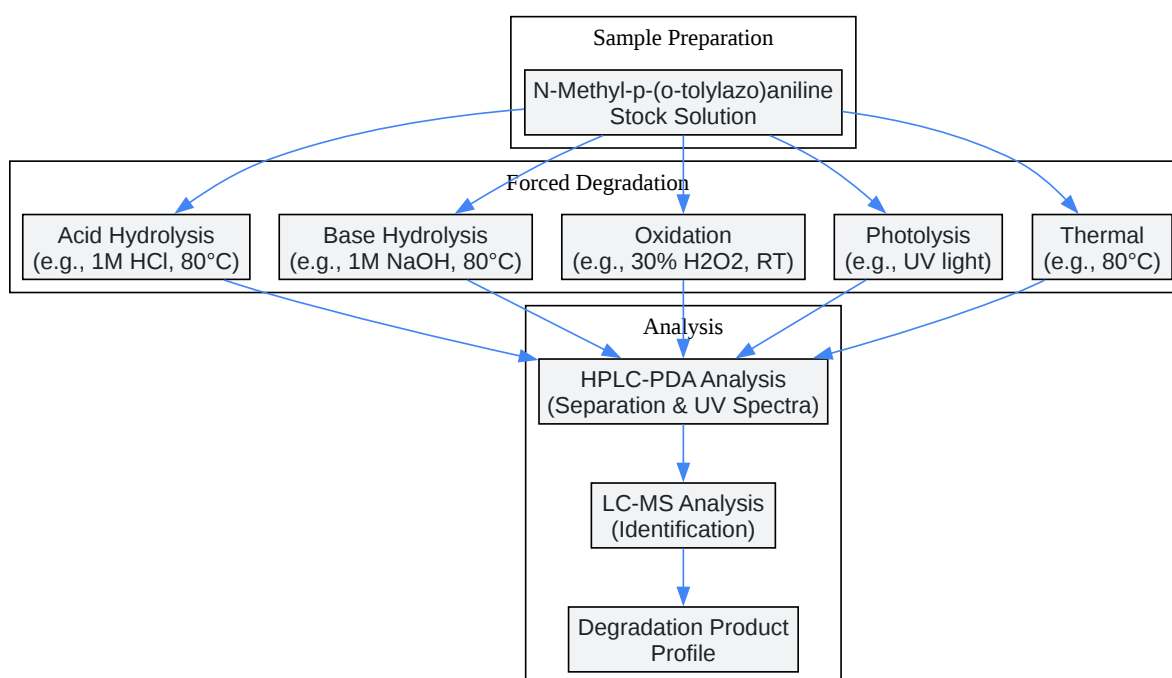 Sample Preparation
N-Methyl-p-(o-tolylazo)aniline
Stock Solution
Forced Degradation
Acid Hydrolysis
(e.g., 1M HCl, 80°C)
Base Hydrolysis
(e.g., 1M NaOH, 80°C)
Oxidation
(e.g., 30% H2O2, RT)
Photolysis
(e.g., UV light)
Thermal
(e.g., 80°C)
Analysis
HPLC-PDA Analysis
(Separation & UV Spectra)
LC-MS Analysis
(Identification)
Degradation Product
Profile